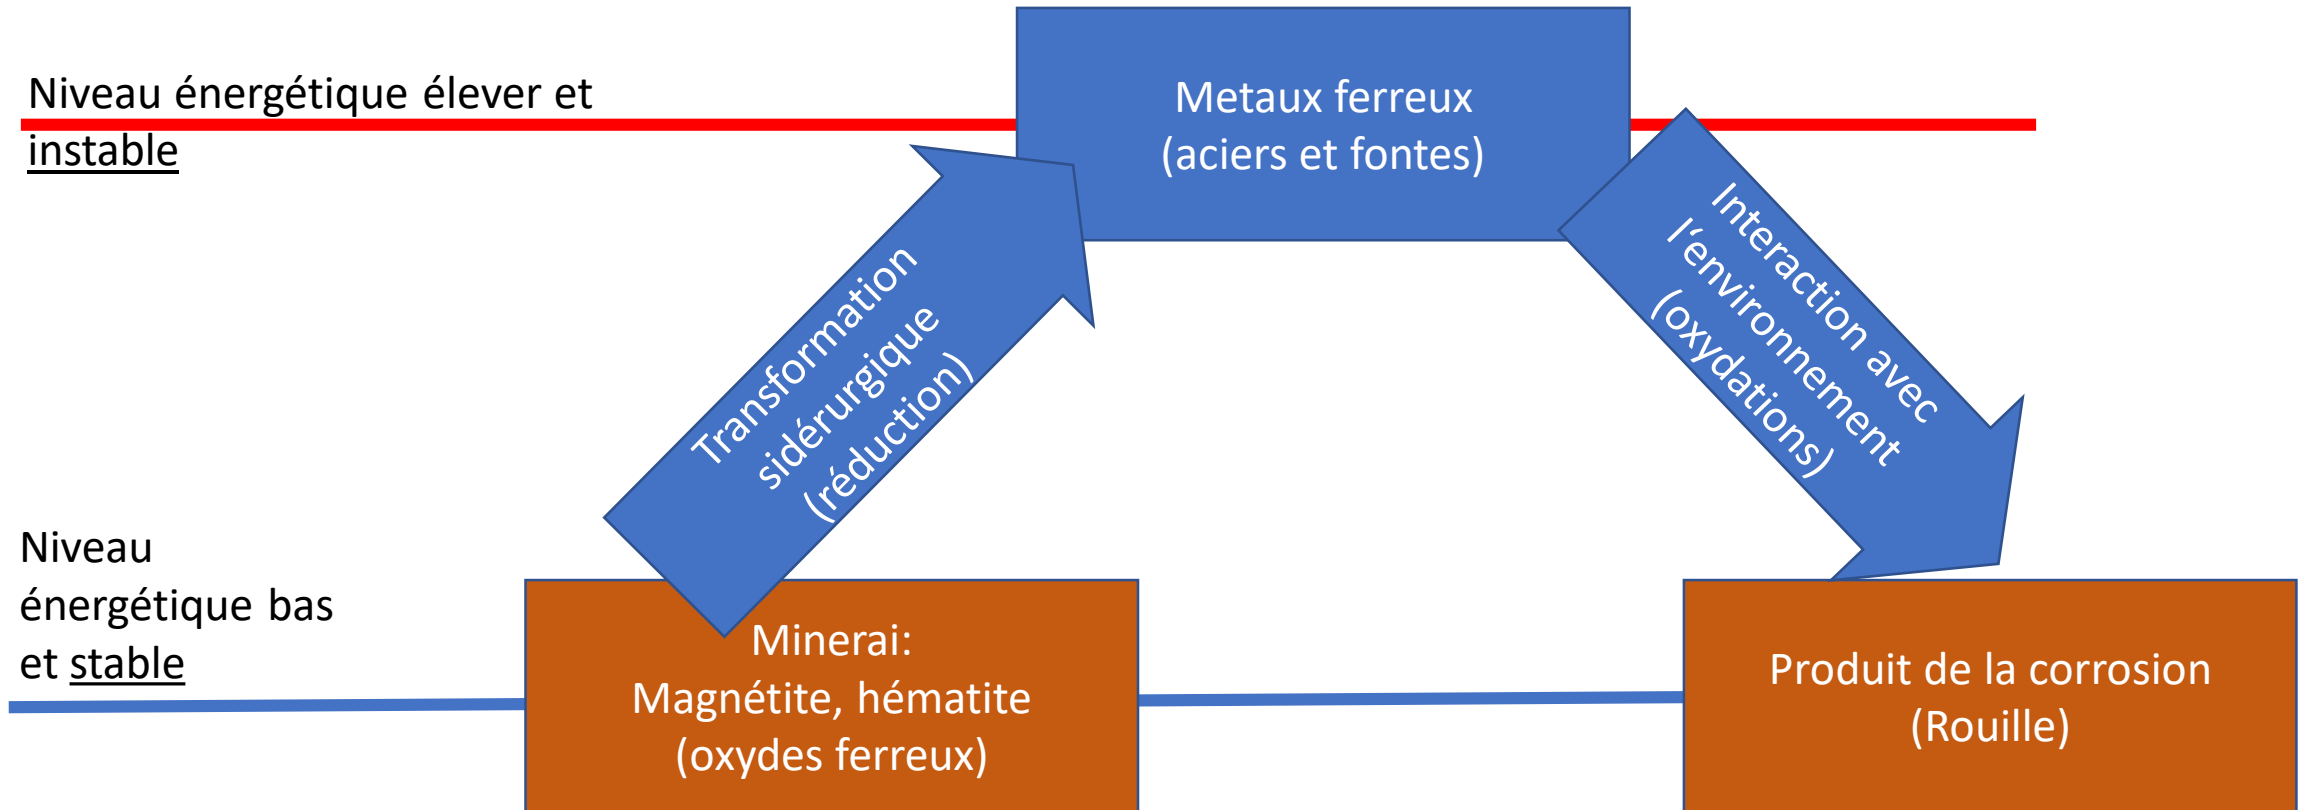 Niveau énergétique élever et
instable
Metaux ferreux
(aciers et fontes)
Transformation
sidérurgique
(réduction)
Interaction avec
l‘environnement
(oxydations)
Niveau
énergétique bas
et stable
Minerai:
Magnétite, hématite
(oxydes ferreux)
Produit de la corrosion
(Rouille)